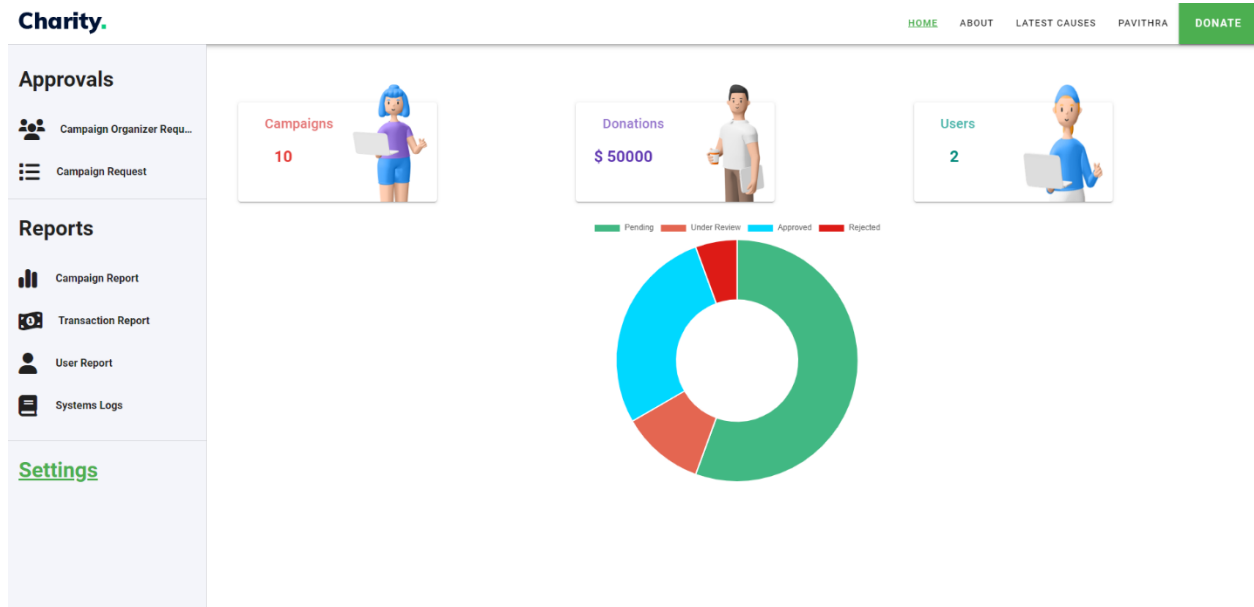 Charity.
HOME ABOUT LATEST CAUSES PAVITHRA DONATE
Approvals
Campaign Organizer Requ...
Campaign Request
Reports
Campaign Report
Transaction Report
User Report
Systems Logs
Settings
Campaigns
10
Donations
$ 50000
Users
2
Pending Under Review Approved Rejected